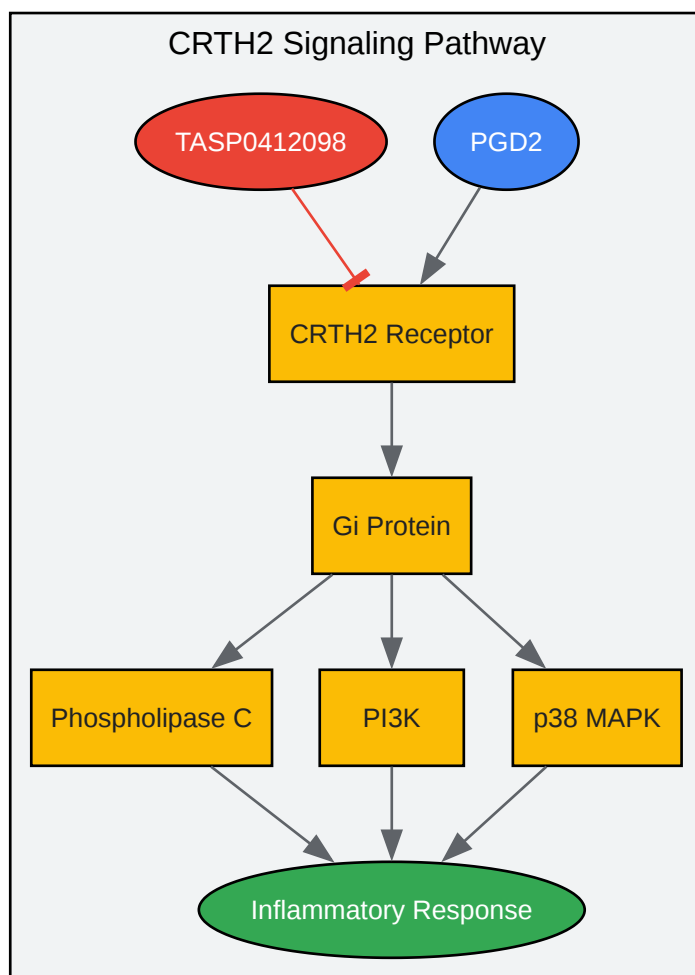 CRTH2 Signaling Pathway
TASP0412098
PGD2
CRTH2 Receptor
Gi Protein
Phospholipase C
PI3K
p38 MAPK
Inflammatory Response